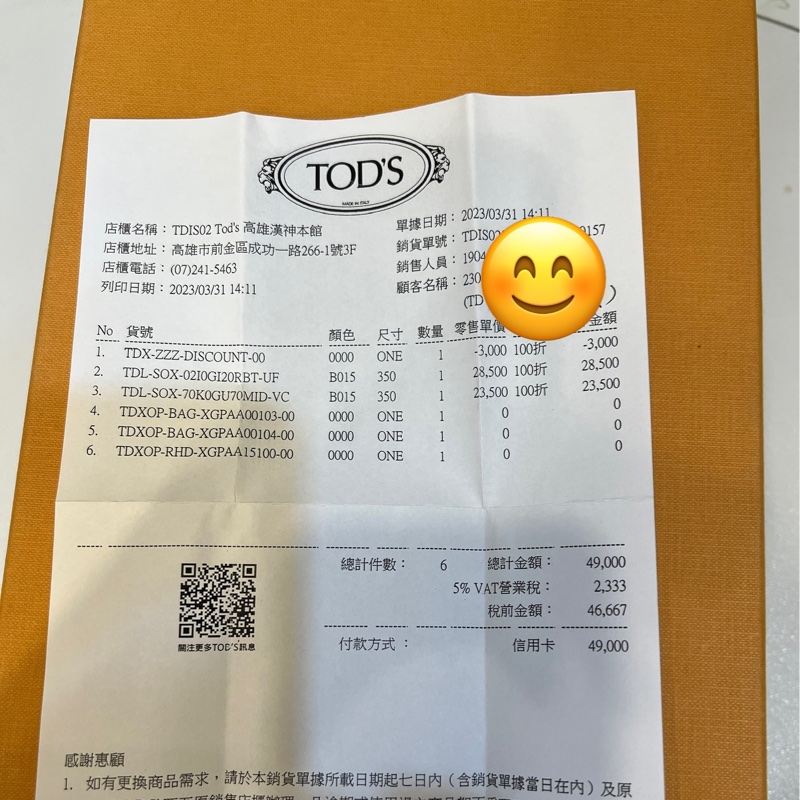 TOD'S
MADE IN ITALY
店櫃名稱：TDIS02 Tod's 高雄漢神本館
店櫃地址：高雄市前金區成功一路266-1號3F
店櫃電話：(07)241-5463
列印日期：2023/03/31 14:11
單據日期：2023/03/31 14:11
銷貨單號：TDIS02 0157
銷售人員：1904
顧客名稱：230
(TD )
No 貨號 顏色 尺寸 數量 零售單價 金額
1. TDX-ZZZ-DISCOUNT-00 0000 ONE 1 -3,000 100折 -3,000
2. TDL-SOX-02I0GI20RBT-UF B015 350 1 28,500 100折 28,500
3. TDL-SOX-70K0GU70MID-VC B015 350 1 23,500 100折 23,500
4. TDXOP-BAG-XGPAA00103-00 0000 ONE 1 0 0
5. TDXOP-BAG-XGPAA00104-00 0000 ONE 1 0 0
6. TDXOP-RHD-XGPAA15100-00 0000 ONE 1 0 0
總計件數： 6 總計金額： 49,000
5% VAT營業稅： 2,333
稅前金額： 46,667
付款方式： 信用卡 49,000
關注更多TOD'S訊息
感謝惠顧
1. 如有更換商品需求，請於本銷貨單據所載日期起七日內（含銷貨單據當日在內）及原